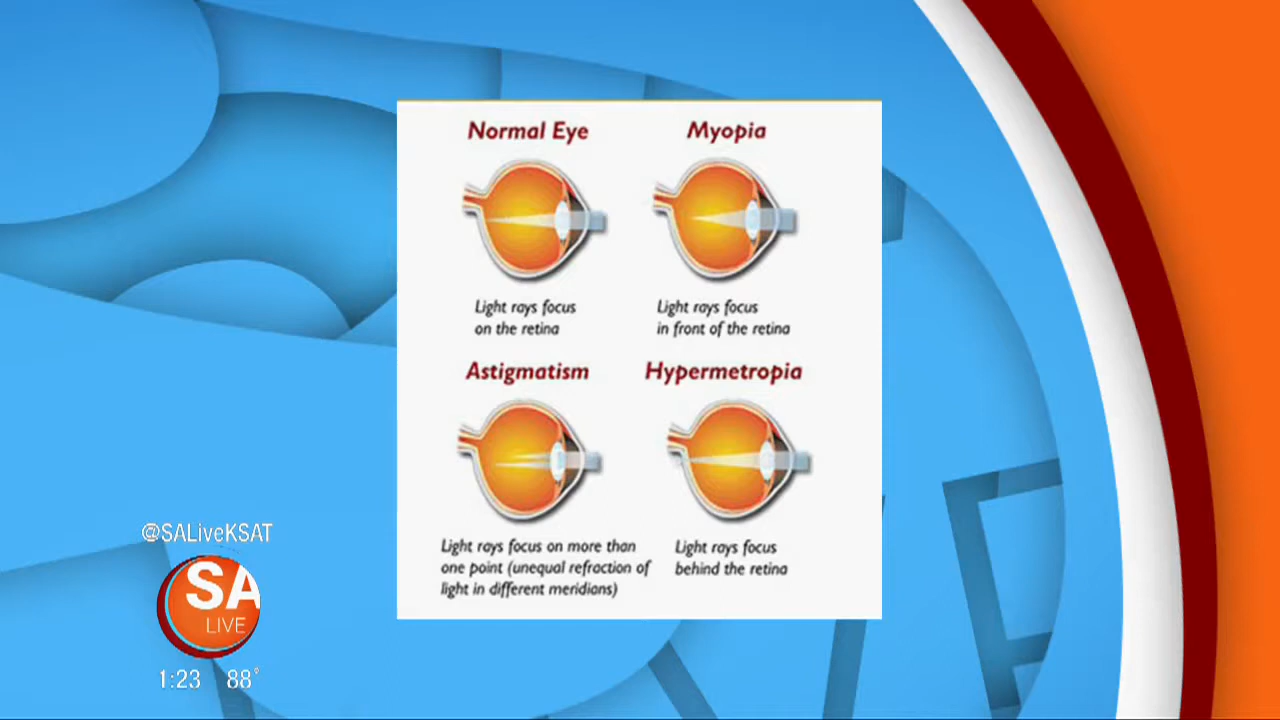 Normal Eye
Myopia
Light rays focus
on the retina
Light rays focus
in front of the retina
Astigmatism
Hypermetropia
Light rays focus on more than
one point (unequal refraction of
light in different meridians)
Light rays focus
behind the retina
@SALiveKSAT
SA
LIVE
1:23 88°